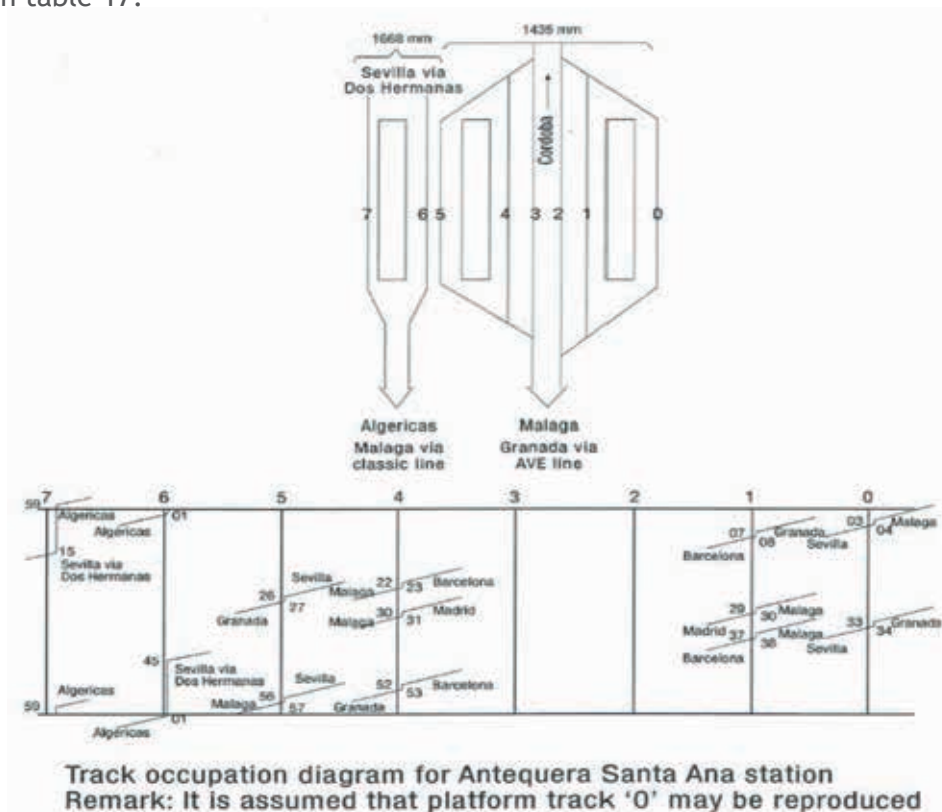 n table 17.
1668 mm
1435 mm
Sevilla via
Dos Hermanas
Cordoba
7 6 5 4 3 2 1 0
Algericas
Malaga via
classic line
Malaga
Granada via
AVE line
7 6 5 4 3 2 1 0
59
Algericas
Algericas
01
15
Sevilla via
Dos Hermanas
26
Sevilla
Granada
27
22
Malaga
23
Barcelona
30
Malaga
31
Madrid
07
Granada
Barcelona
08
03
Malaga
Sevilla
04
29
Malaga
Madrid
30
37
Malaga
Barcelona
38
33
Granada
Sevilla
34
45
Sevilla via
Dos Hermanas
59
Algericas
Algericas
01
56
Sevilla
Malaga
57
52
Barcelona
Granada
53
Track occupation diagram for Antequera Santa Ana station
Remark: It is assumed that platform track '0' may be reproduced